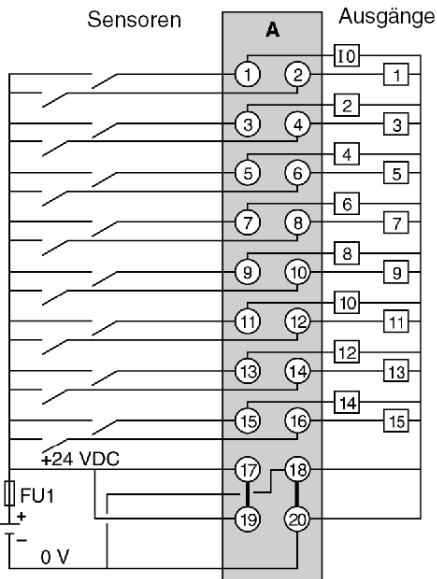 Sensoren
A
Ausgänge
I0
1 2 1
2
3 4 3
4
5 6 5
6
7 8 7
8
9 10 9
10
11 12 11
12
13 14 13
14
15 16 15
+24 VDC
17 18
FU1
+
19 20
–
0 V